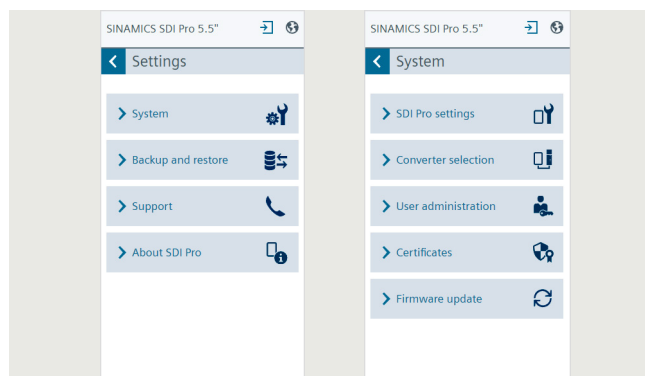 SINAMICS SDI Pro 5.5"
Settings
System
Backup and restore
Support
About SDI Pro
SINAMICS SDI Pro 5.5"
System
SDI Pro settings
Converter selection
User administration
Certificates
Firmware update